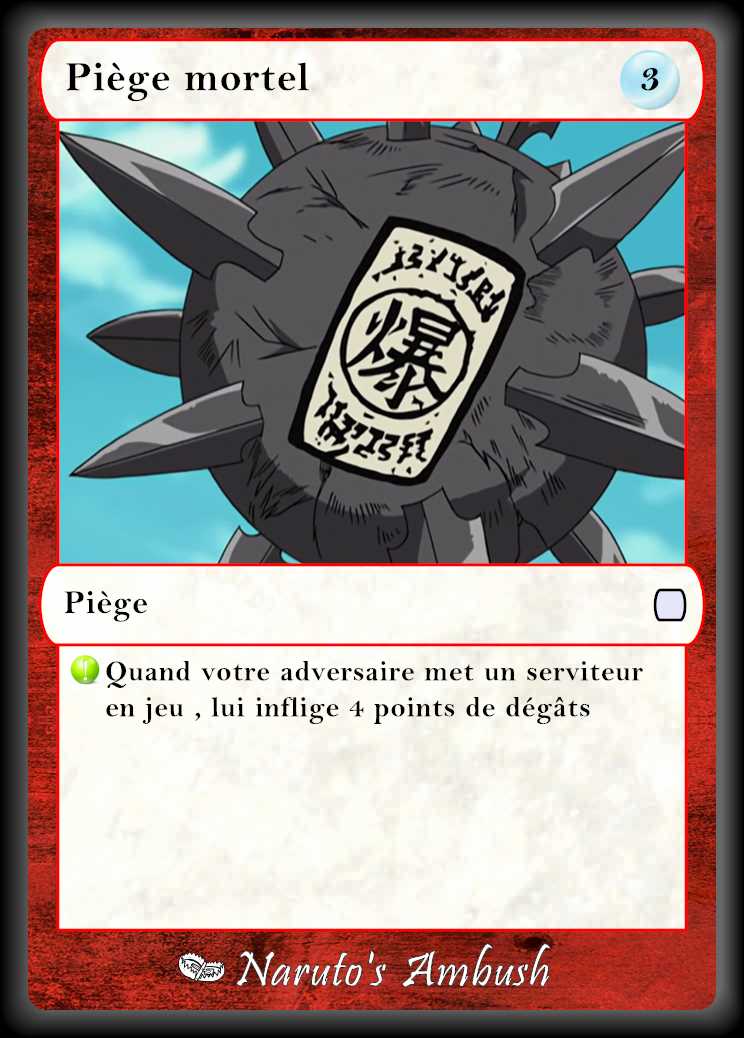 Piège mortel
3
爆
Piège
Quand votre adversaire met un serviteur
en jeu , lui inflige 4 points de dégâts
Naruto's Ambush